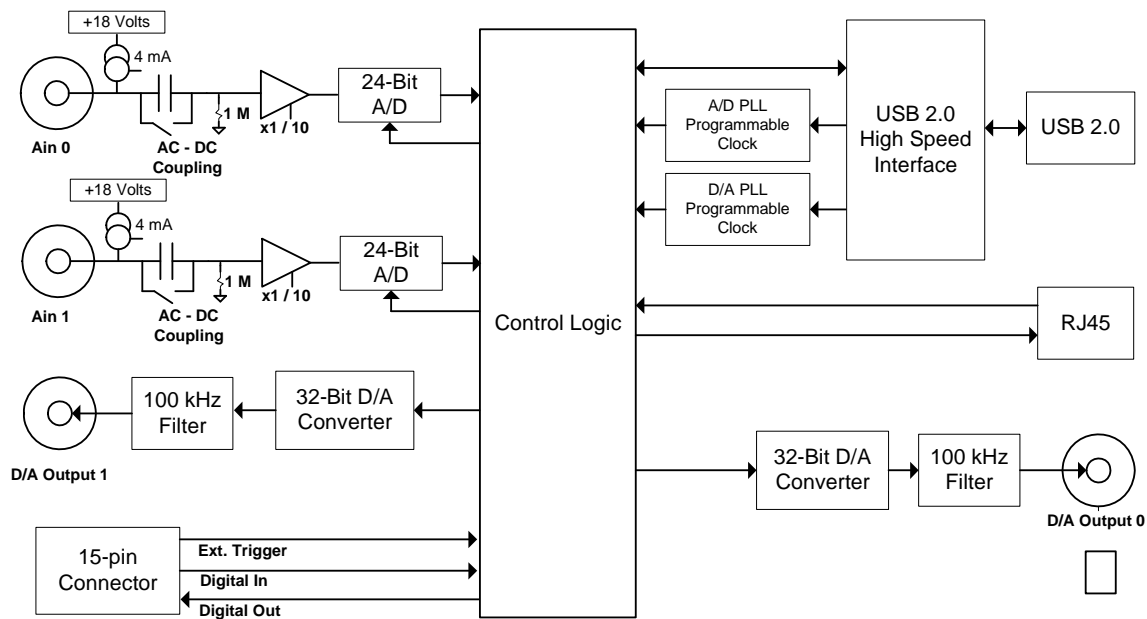 +18 Volts
4 mA
24-Bit
A/D
1 M
x1 / 10
AC - DC
Coupling
Ain 0
+18 Volts
4 mA
24-Bit
A/D
1 M
x1 / 10
AC - DC
Coupling
Ain 1
100 kHz
Filter
32-Bit D/A
Converter
D/A Output 1
15-pin
Connector
Ext. Trigger
Digital In
Digital Out
Control Logic
A/D PLL
Programmable
Clock
D/A PLL
Programmable
Clock
USB 2.0
High Speed
Interface
USB 2.0
RJ45
32-Bit D/A
Converter
100 kHz
Filter
D/A Output 0